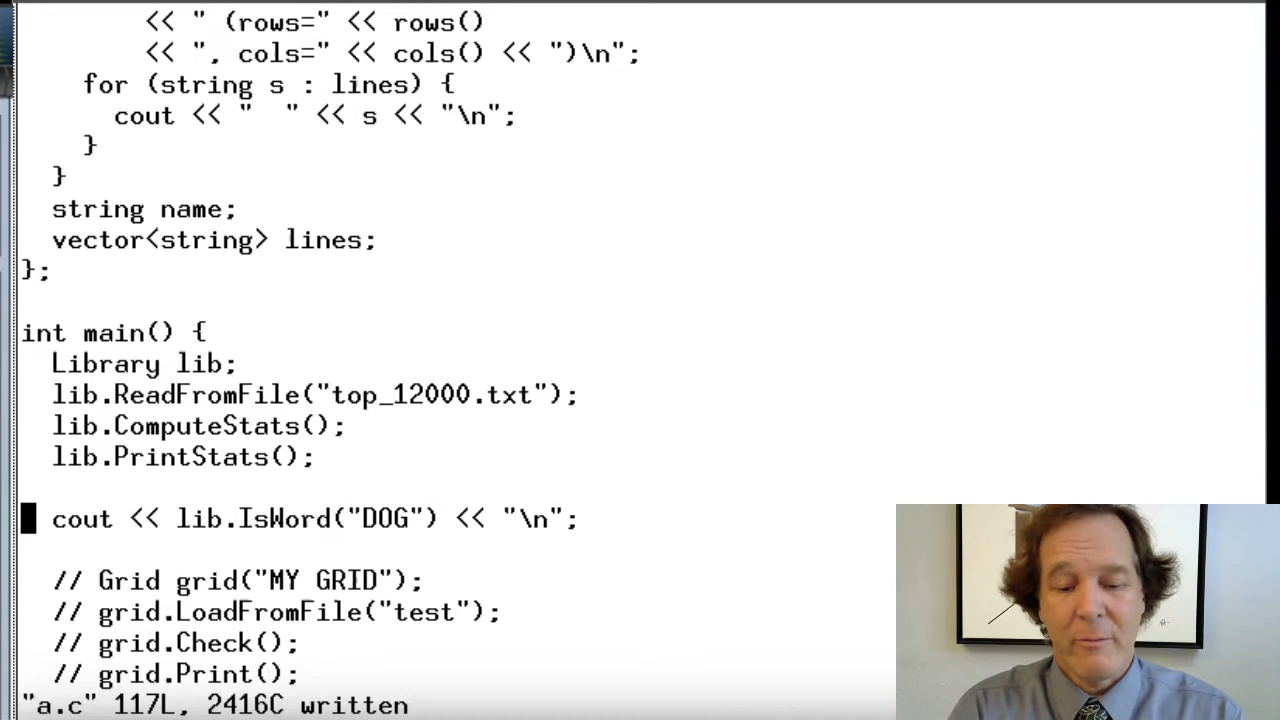 << " (rows=" << rows()
<< ", cols=" << cols() << ")\n";
for (string s : lines) {
cout << "  " << s << "\n";
}
}
string name;
vector<string> lines;
};
int main() {
Library lib;
lib.ReadFromFile("top_12000.txt");
lib.ComputeStats();
lib.PrintStats();
cout << lib.IsWord("DOG") << "\n";
// Grid grid("MY GRID");
// grid.LoadFromFile("test");
// grid.Check();
// grid.Print();
"a.c" 117L, 2416C written